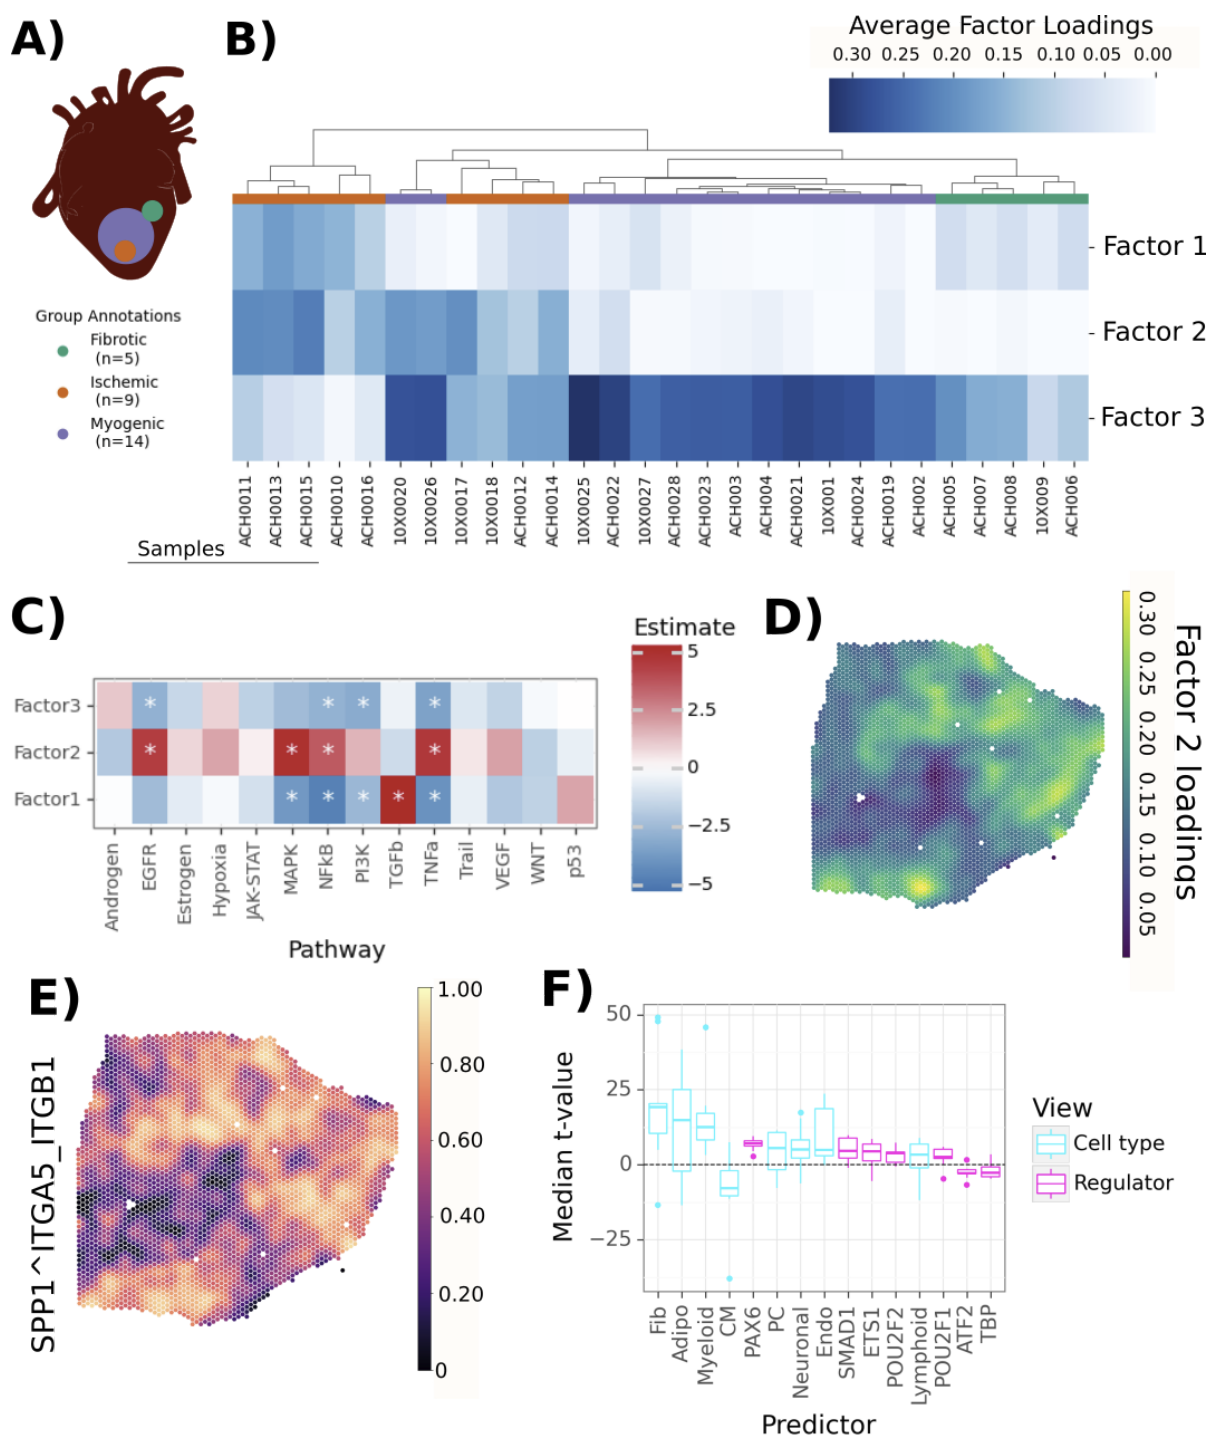 A)
Group Annotations
Fibrotic
(n=5)
Ischemic
(n=9)
Myogenic
(n=14)
B)
Average Factor Loadings
0.30 0.25 0.20 0.15 0.10 0.05 0.00
Factor 1
Factor 2
Factor 3
ACH0011 ACH0013 ACH0015 ACH0010 ACH0016 10X0020 10X0026 10X0017 10X0018 ACH0012 ACH0014 10X0025 ACH0022 10X0027 ACH0028 ACH0023 ACH003 ACH004 ACH0021 10X001 ACH0024 ACH0019 ACH002 ACH005 ACH007 ACH008 10X009 ACH006
Samples
C)
Estimate
5
2.5
0
−2.5
−5
Factor3 * * * *
Factor2 * * * *
Factor1 * * * * *
Androgen EGFR Estrogen Hypoxia JAK-STAT MAPK NFkB PI3K TGFb TNFa Trail VEGF WNT p53
Pathway
D)
0.30 0.25 0.20 0.15 0.10 0.05
Factor 2 loadings
E)
SPP1^ITGA5_ITGB1
1.00
0.80
0.60
0.40
0.20
0
F)
Median t-value
50
25
0
−25
Fib Adipo Myeloid CM PAX6 PC Neuronal Endo SMAD1 ETS1 POU2F2 Lymphoid POU2F1 ATF2 TBP
Predictor
View
Cell type
Regulator